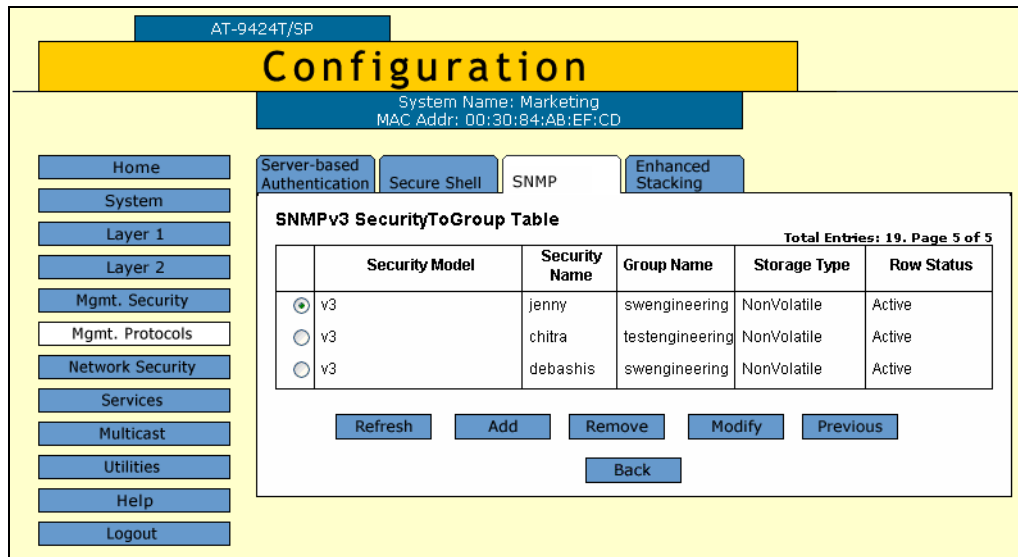 AT-9424T/SP
Configuration
System Name: Marketing
MAC Addr: 00:30:84:AB:EF:CD
Home
System
Layer 1
Layer 2
Mgmt. Security
Mgmt. Protocols
Network Security
Services
Multicast
Utilities
Help
Logout
Server-based
Authentication
Secure Shell
SNMP
Enhanced
Stacking
SNMPv3 SecurityToGroup Table
Total Entries: 19. Page 5 of 5
Security Model Security Name Group Name Storage Type Row Status
v3 jenny swengineering NonVolatile Active
v3 chitra testengineering NonVolatile Active
v3 debashis swengineering NonVolatile Active
Refresh Add Remove Modify Previous
Back